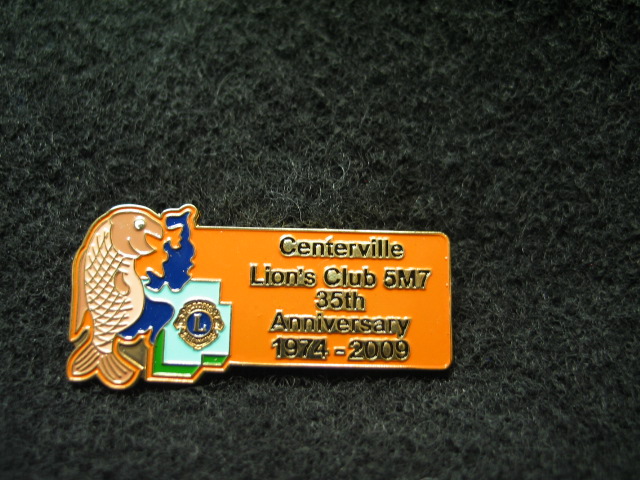 Centerville
Lion's Club 5M7
35th
Anniversary
1974 - 2009
L